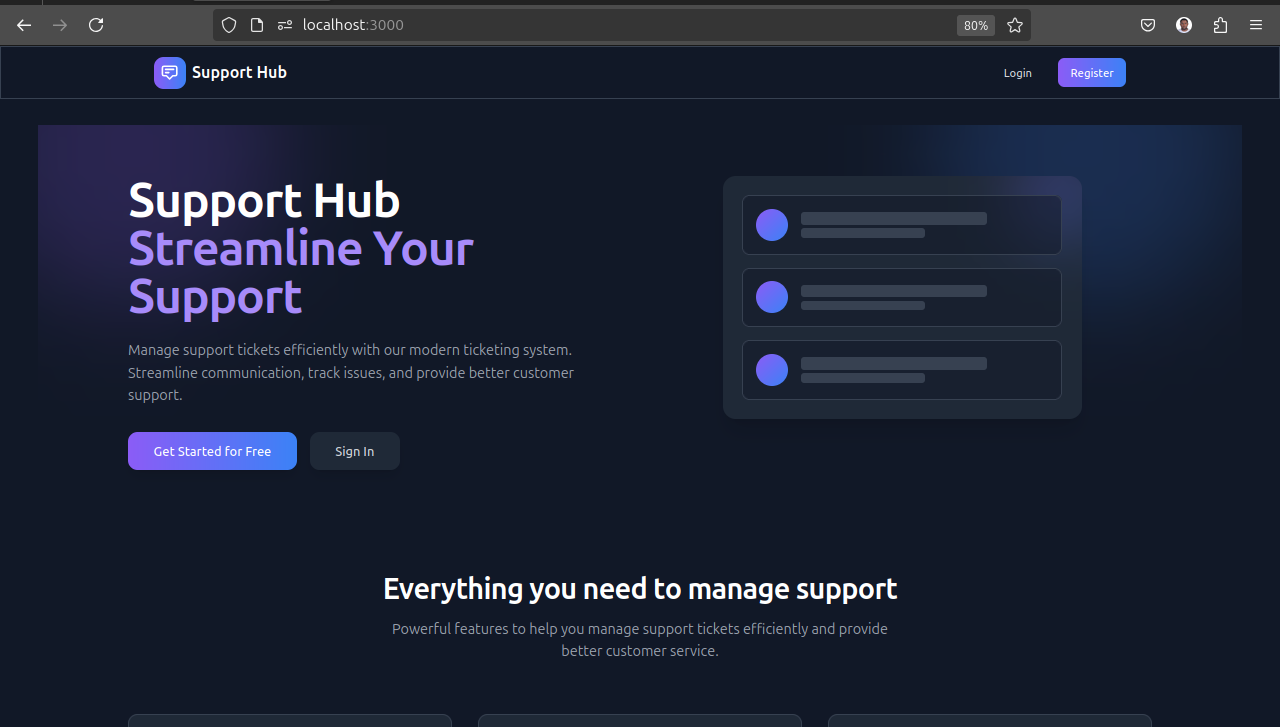 localhost:3000
80%
Support Hub
Login
Register
Support Hub
Streamline Your
Support
Manage support tickets efficiently with our modern ticketing system.
Streamline communication, track issues, and provide better customer
support.
Get Started for Free
Sign In
Everything you need to manage support
Powerful features to help you manage support tickets efficiently and provide
better customer service.